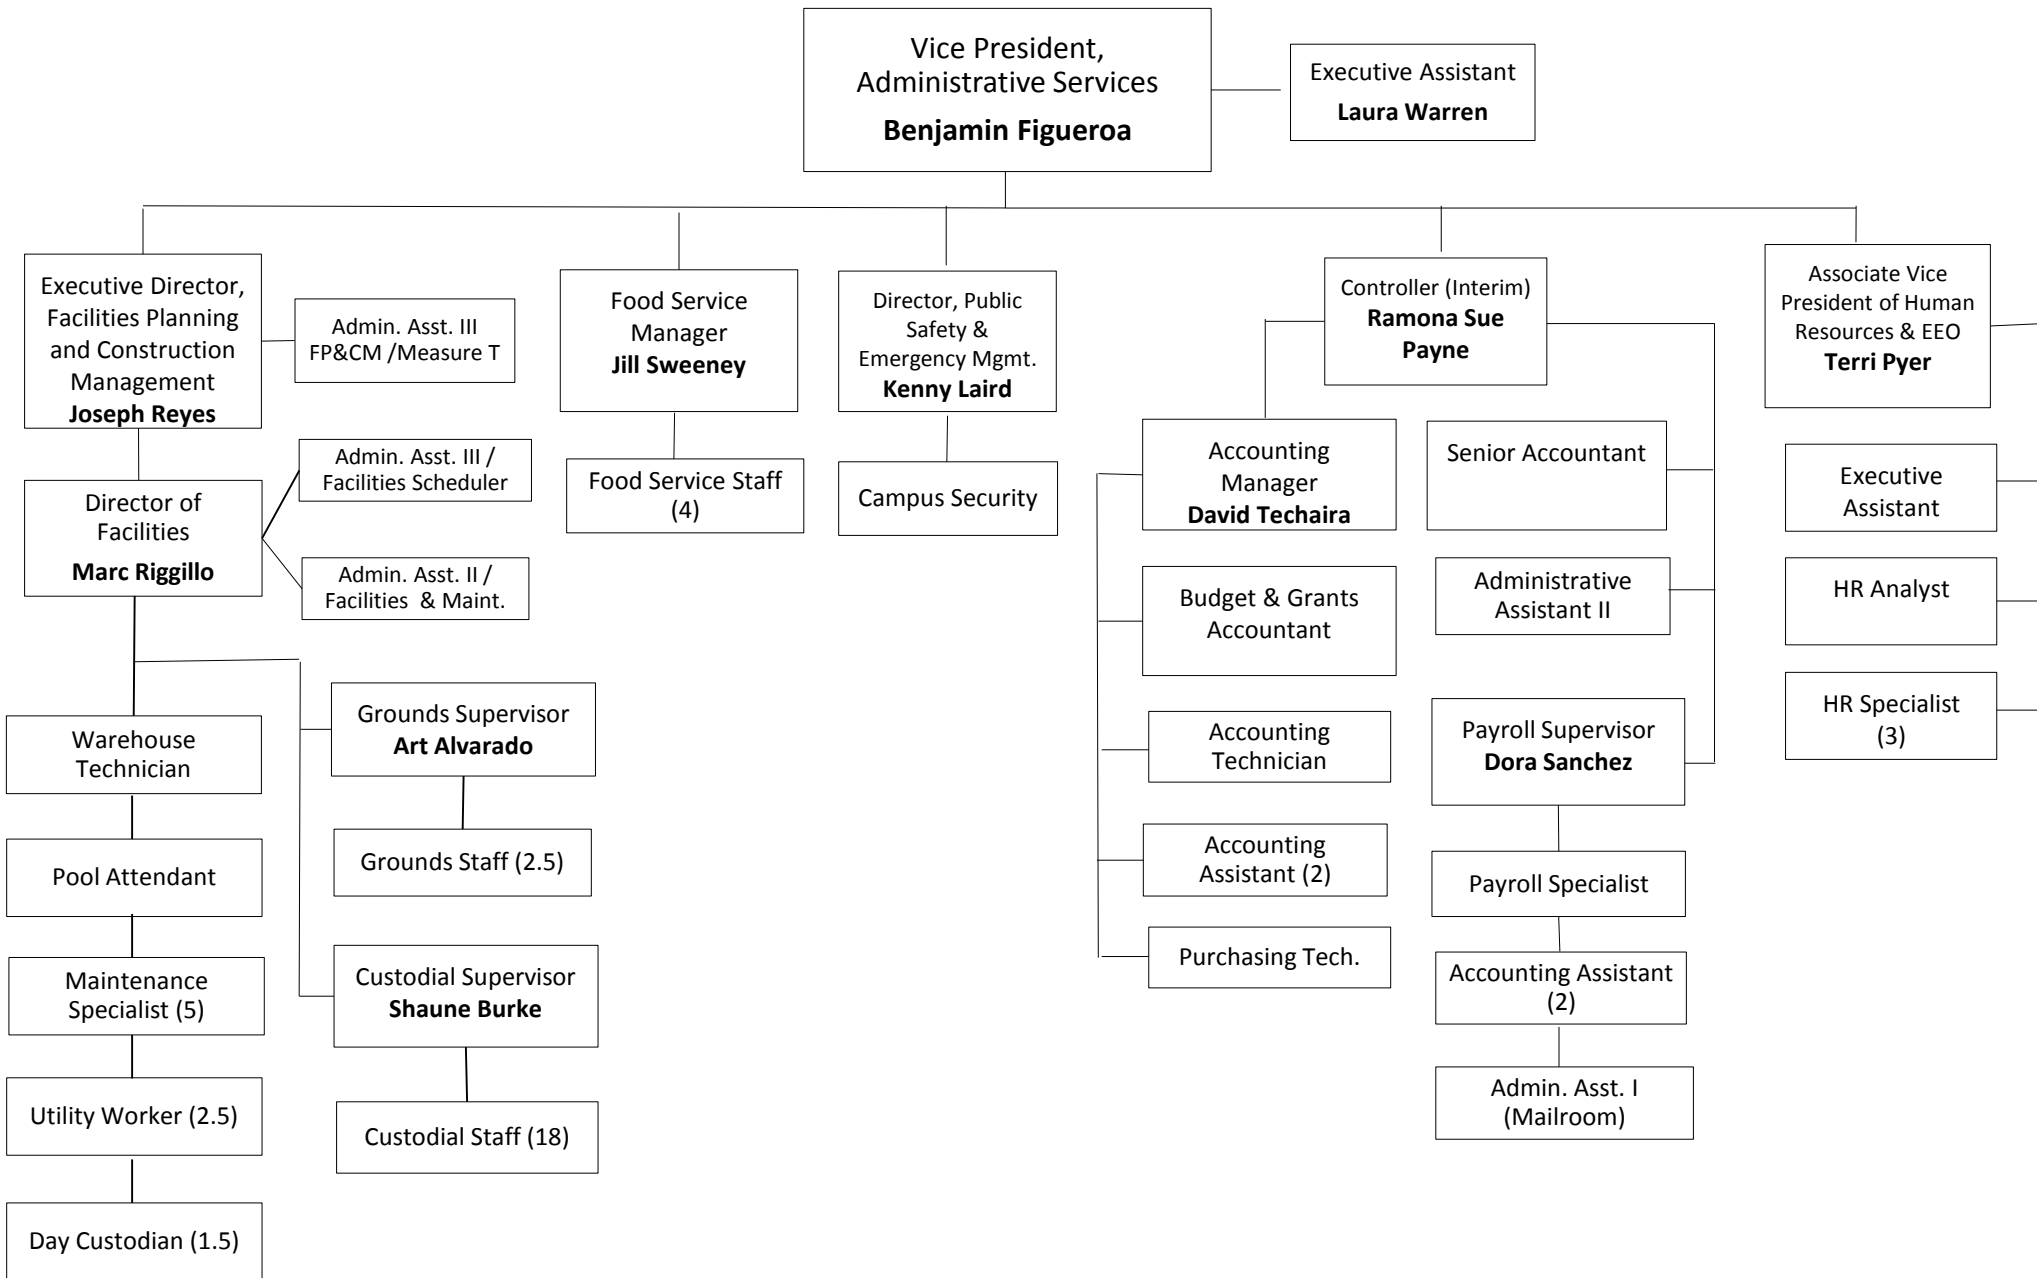 Vice President,
Administrative Services
Benjamin Figueroa
Executive Assistant
Laura Warren
Executive Director,
Facilities Planning
and Construction
Management
Joseph Reyes
Admin. Asst. III
FP&CM /Measure T
Food Service
Manager
Jill Sweeney
Director, Public
Safety &
Emergency Mgmt.
Kenny Laird
Controller (Interim)
Ramona Sue
Payne
Associate Vice
President of Human
Resources & EEO
Terri Pyer
Director of
Facilities
Marc Riggillo
Admin. Asst. III /
Facilities Scheduler
Admin. Asst. II /
Facilities & Maint.
Food Service Staff
(4)
Campus Security
Accounting
Manager
David Techaira
Senior Accountant
Executive
Assistant
Budget & Grants
Accountant
Administrative
Assistant II
HR Analyst
Warehouse
Technician
Grounds Supervisor
Art Alvarado
Accounting
Technician
Payroll Supervisor
Dora Sanchez
HR Specialist
(3)
Pool Attendant
Grounds Staff (2.5)
Accounting
Assistant (2)
Payroll Specialist
Maintenance
Specialist (5)
Custodial Supervisor
Shaune Burke
Purchasing Tech.
Accounting Assistant
(2)
Utility Worker (2.5)
Custodial Staff (18)
Admin. Asst. I
(Mailroom)
Day Custodian (1.5)